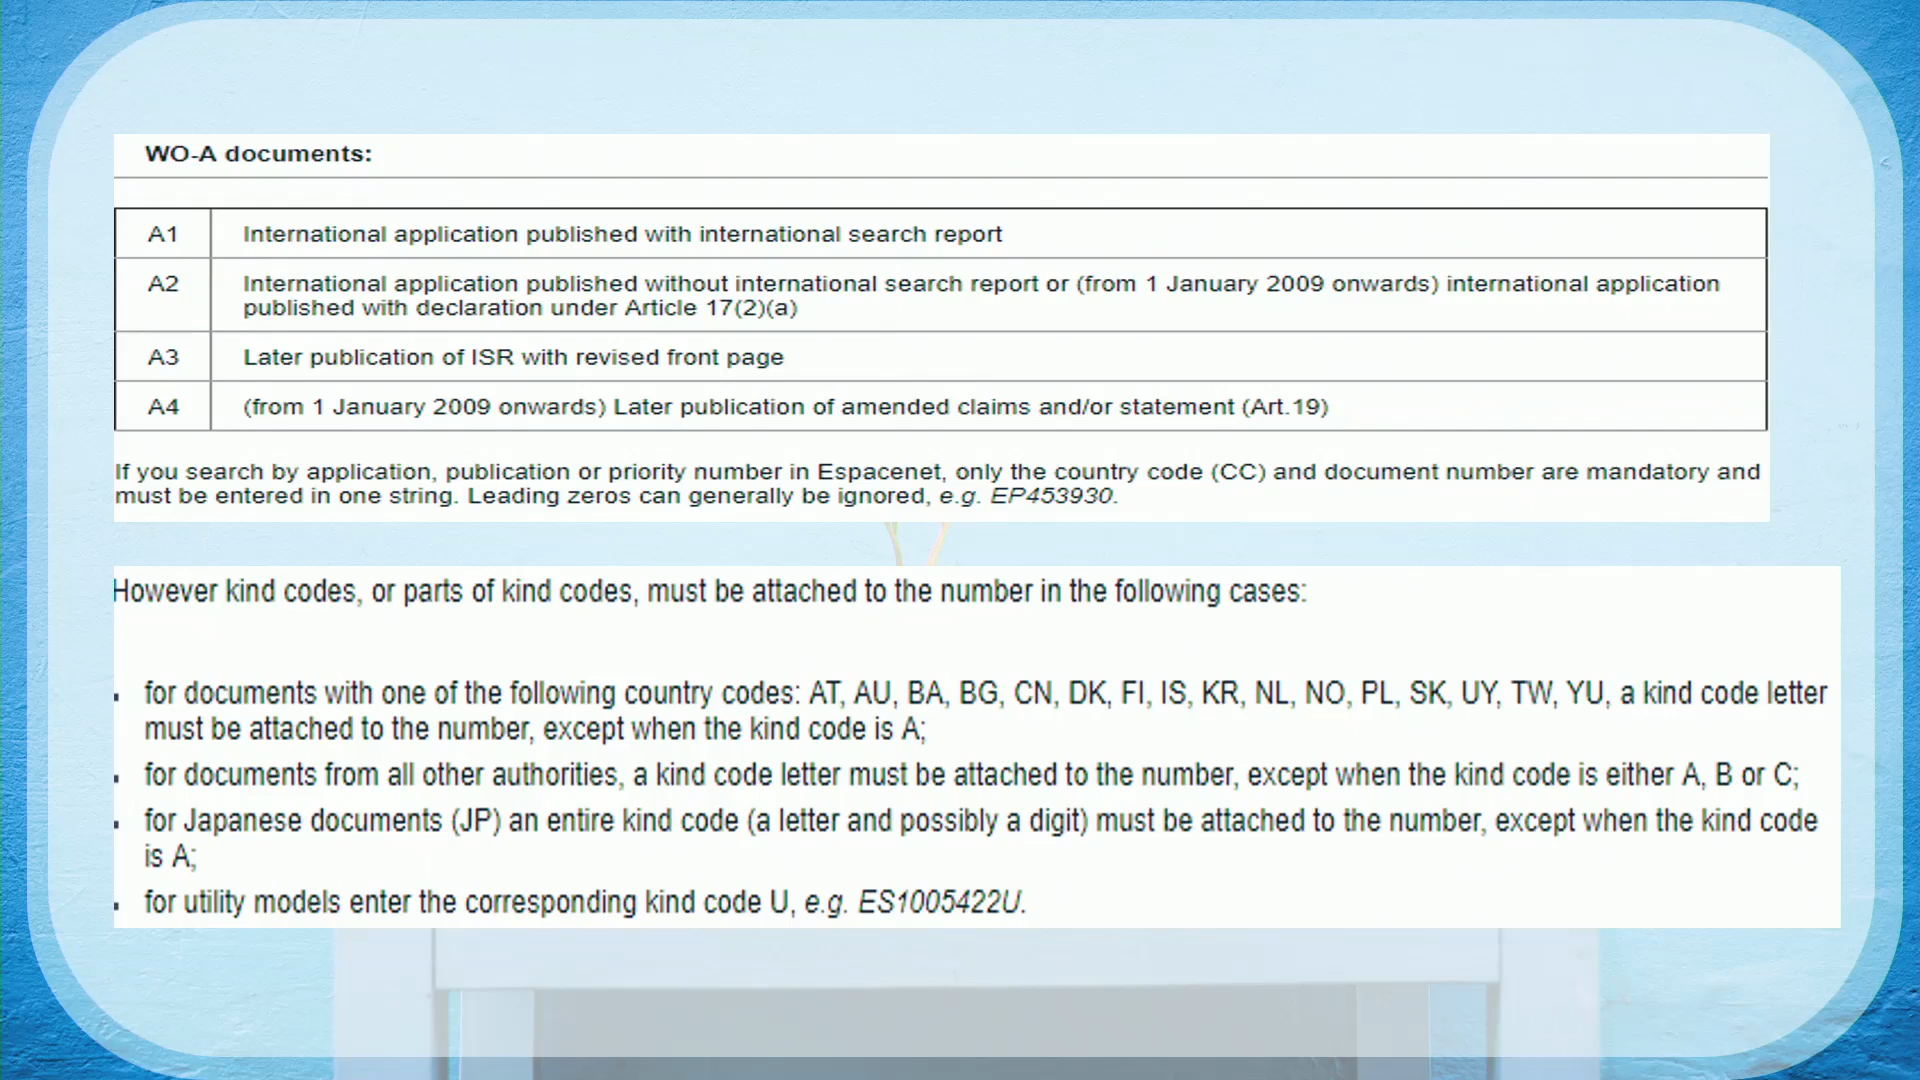 WO-A documents:
A1 International application published with international search report
A2 International application published without international search report or (from 1 January 2009 onwards) international application
published with declaration under Article 17(2)(a)
A3 Later publication of ISR with revised front page
A4 (from 1 January 2009 onwards) Later publication of amended claims and/or statement (Art.19)
If you search by application, publication or priority number in Espacenet, only the country code (CC) and document number are mandatory and
must be entered in one string. Leading zeros can generally be ignored, e.g. EP453930.
However kind codes, or parts of kind codes, must be attached to the number in the following cases:
▪ for documents with one of the following country codes: AT, AU, BA, BG, CN, DK, FI, IS, KR, NL, NO, PL, SK, UY, TW, YU, a kind code letter
must be attached to the number, except when the kind code is A;
▪ for documents from all other authorities, a kind code letter must be attached to the number, except when the kind code is either A, B or C;
▪ for Japanese documents (JP) an entire kind code (a letter and possibly a digit) must be attached to the number, except when the kind code
is A;
▪ for utility models enter the corresponding kind code U, e.g. ES1005422U.